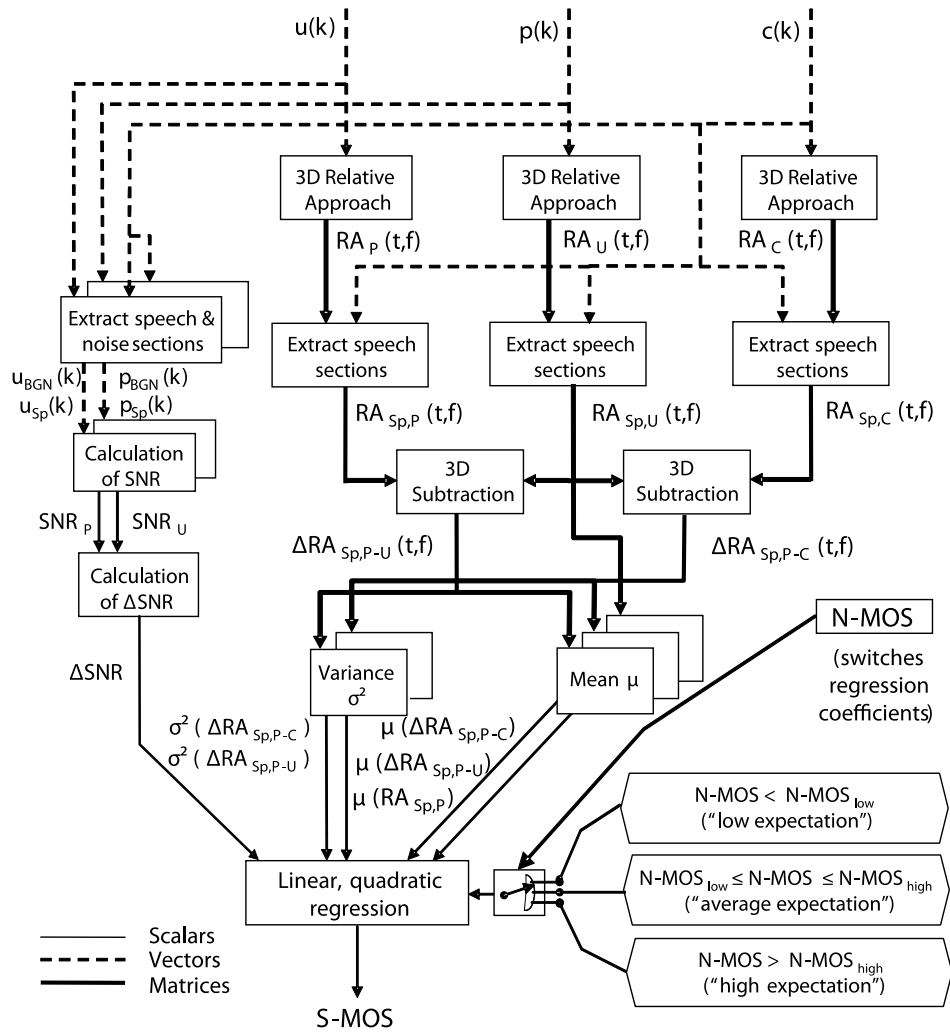 u(k)
p(k)
c(k)
3D Relative
Approach
3D Relative
Approach
3D Relative
Approach
RA P (t,f)
RA U (t,f)
RA C (t,f)
Extract speech &
noise sections
Extract speech
sections
Extract speech
sections
Extract speech
sections
uBGN(k)
uSp(k)
pBGN(k)
pSp(k)
RA Sp,P (t,f)
RA Sp,U (t,f)
RA Sp,C (t,f)
Calculation
of SNR
3D
Subtraction
3D
Subtraction
SNR P
SNR U
ΔRA Sp,P-U (t,f)
ΔRA Sp,P-C (t,f)
Calculation
of ΔSNR
N-MOS
(switches
regression
coefficients)
Variance
σ²
Mean μ
ΔSNR
σ² ( ΔRA Sp,P-C )
σ² ( ΔRA Sp,P-U )
μ (ΔRA Sp,P-C)
μ (ΔRA Sp,P-U)
μ (RA Sp,P)
N-MOS < N-MOS low
("low expectation")
N-MOS low ≤ N-MOS ≤ N-MOS high
("average expectation")
N-MOS > N-MOS high
("high expectation")
Linear, quadratic
regression
Scalars
Vectors
Matrices
S-MOS